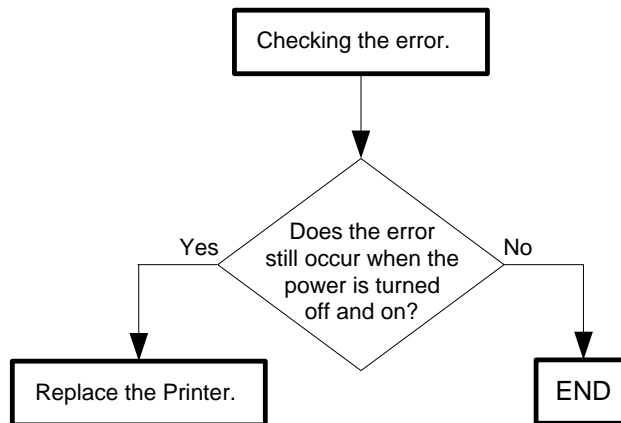 Checking the error.
Does the error
still occur when the
power is turned
off and on?
Yes
No
Replace the Printer.
END